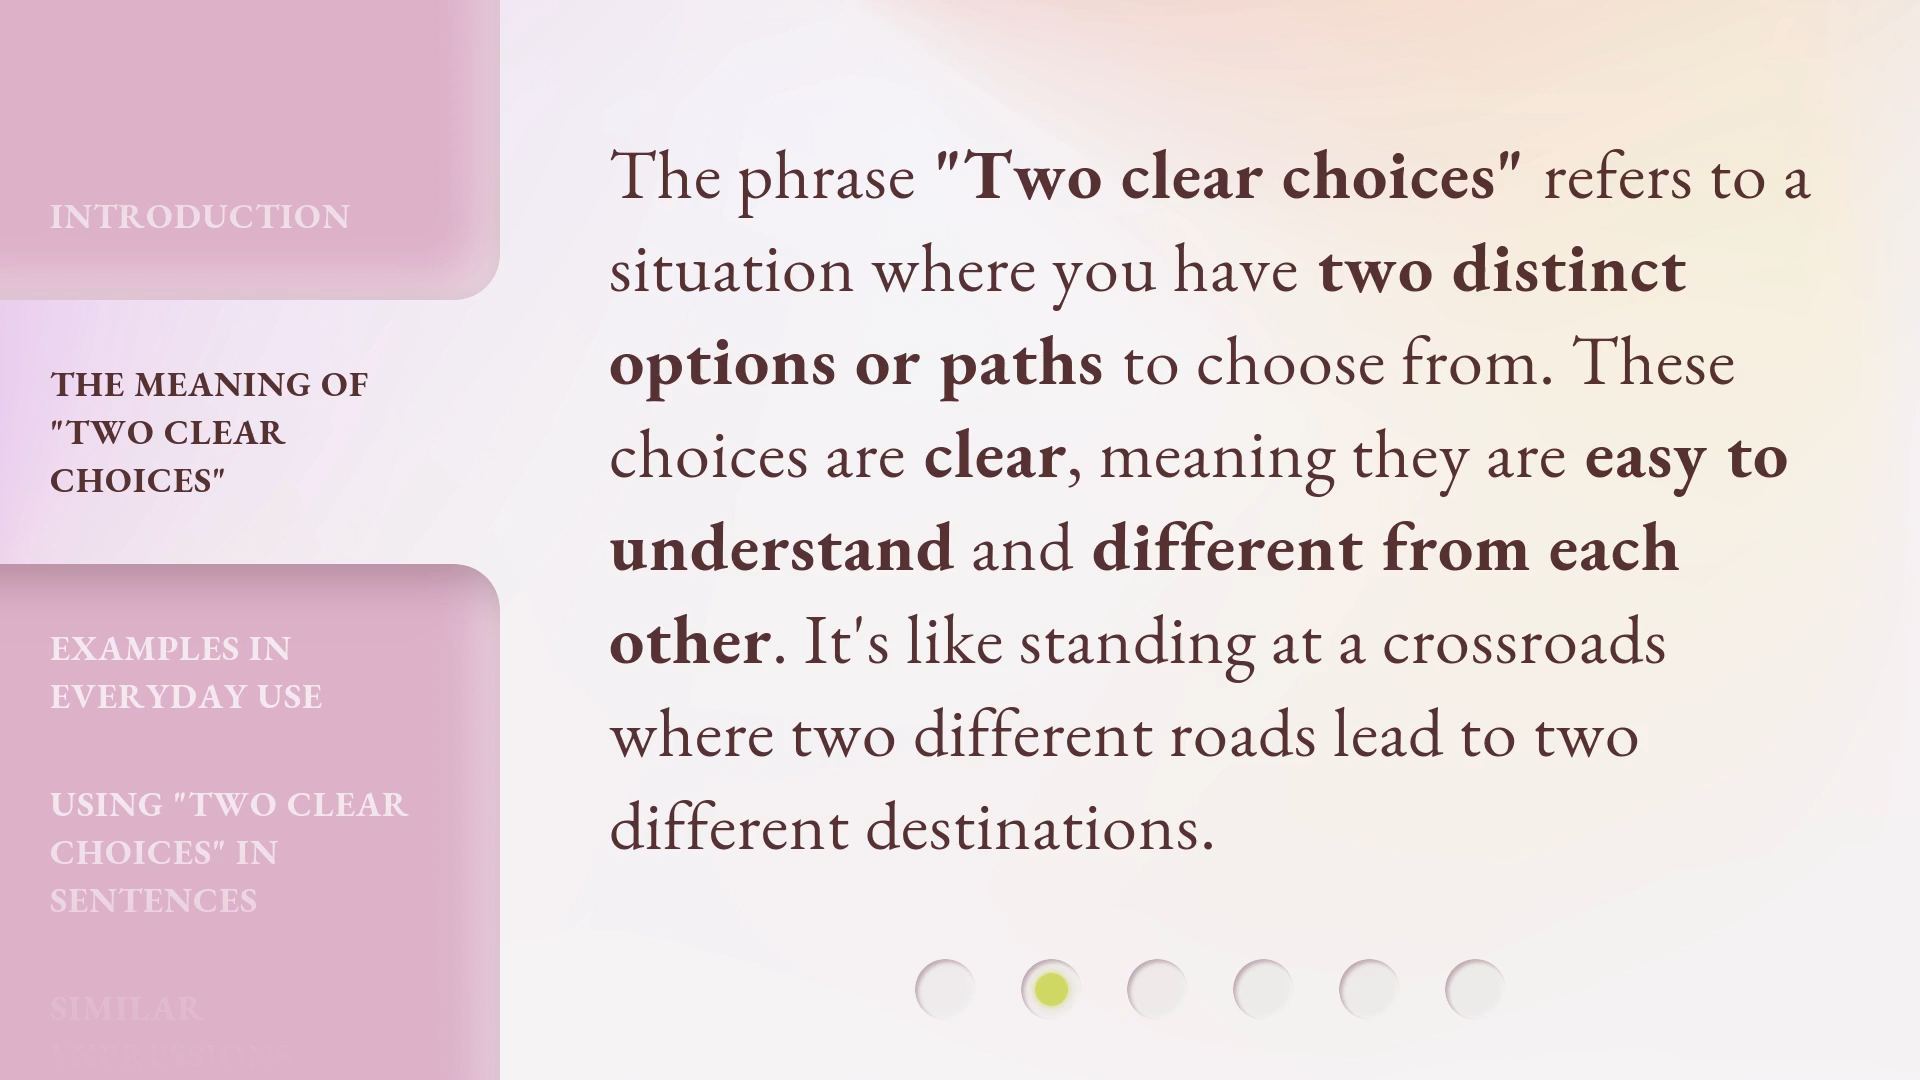 INTRODUCTION
THE MEANING OF
"TWO CLEAR
CHOICES"
EXAMPLES IN
EVERYDAY USE
USING "TWO CLEAR
CHOICES" IN
SENTENCES
SIMILAR
EXPRESSIONS
The phrase "Two clear choices" refers to a
situation where you have two distinct
options or paths to choose from. These
choices are clear, meaning they are easy to
understand and different from each
other. It's like standing at a crossroads
where two different roads lead to two
different destinations.